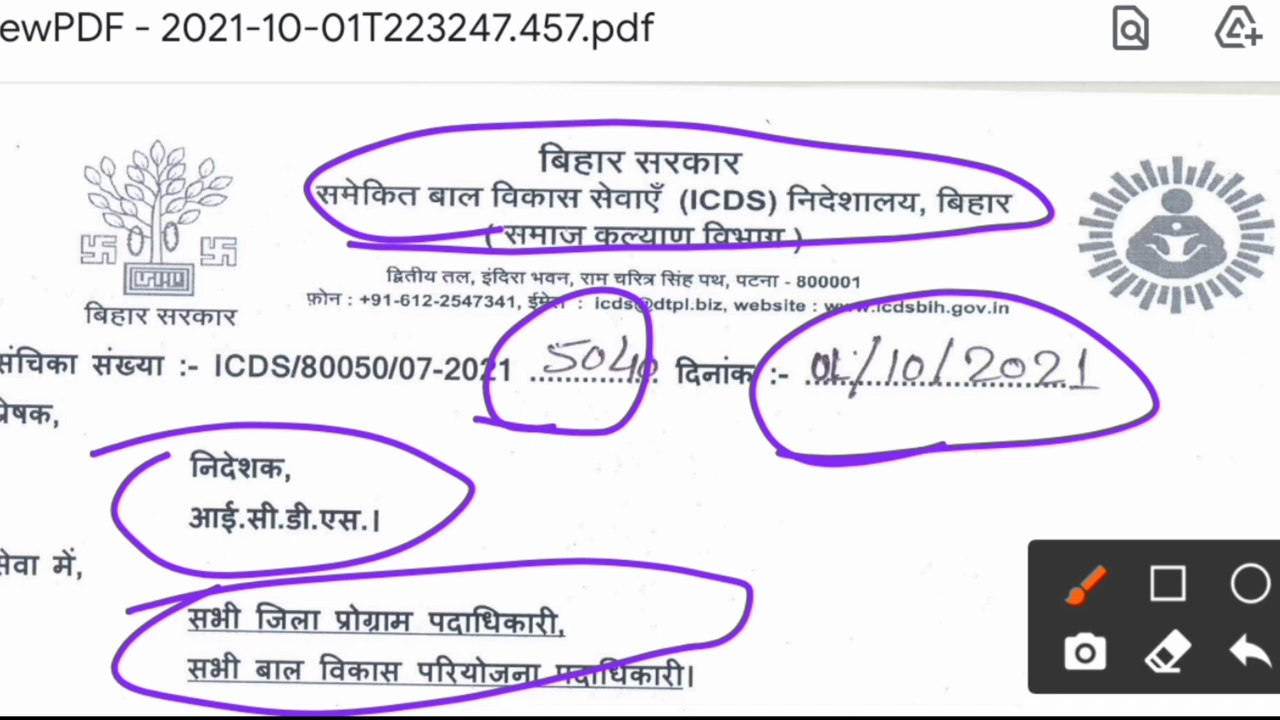 ewPDF - 2021-10-01T223247.457.pdf
बिहार सरकार
समेकित बाल विकास सेवाएँ (ICDS) निदेशालय, बिहार
( समाज कल्याण विभाग )
द्वितीय तल, इंदिरा भवन, राम चरित्र सिंह पथ, पटना - 800001
फ़ोन : +91-612-2547341, ईमेल : icds@dtpl.biz, website : www.icdsbih.gov.in
बिहार सरकार
संचिका संख्या :- ICDS/80050/07-2021 दिनांक :- 01/10/2021
प्रेषक,
निदेशक,
आई.सी.डी.एस.।
सेवा में,
सभी जिला प्रोग्राम पदाधिकारी,
सभी बाल विकास परियोजना पदाधिकारी।